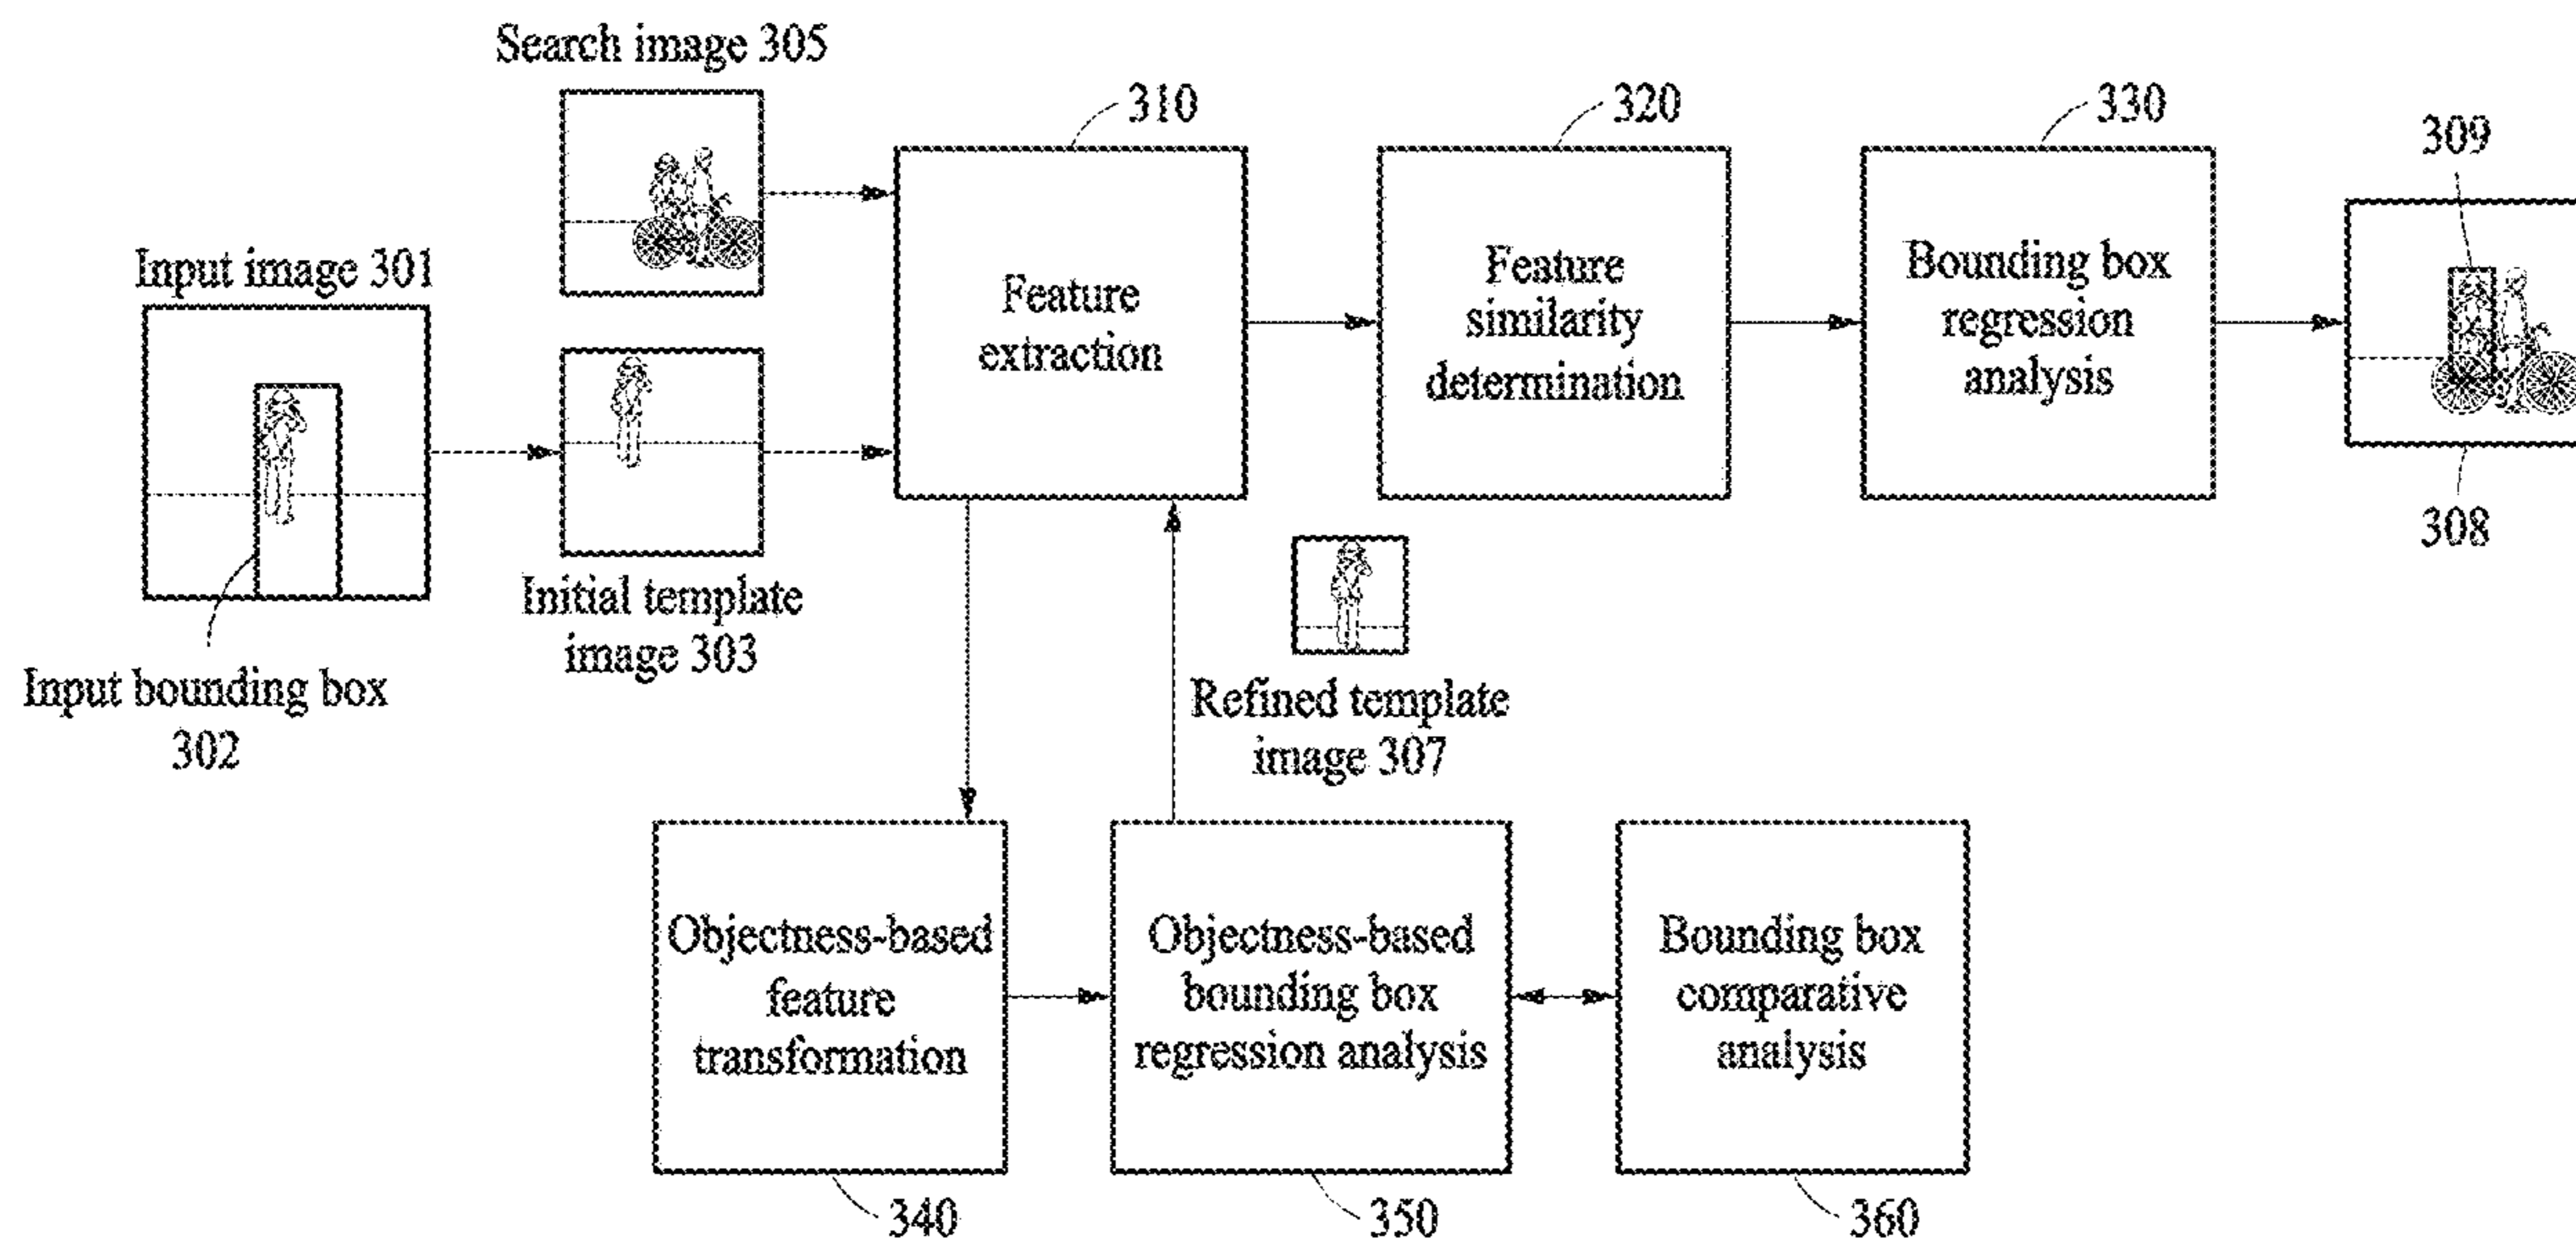 Search image 305
310
320
330
309
Input image 301
Feature
extraction
Feature
similarity
determination
Bounding box
regression
analysis
308
Initial template
image 303
Input bounding box
302
Refined template
image 307
Objectness-based
feature
transformation
Objectness-based
bounding box
regression analysis
Bounding box
comparative
analysis
340
350
360